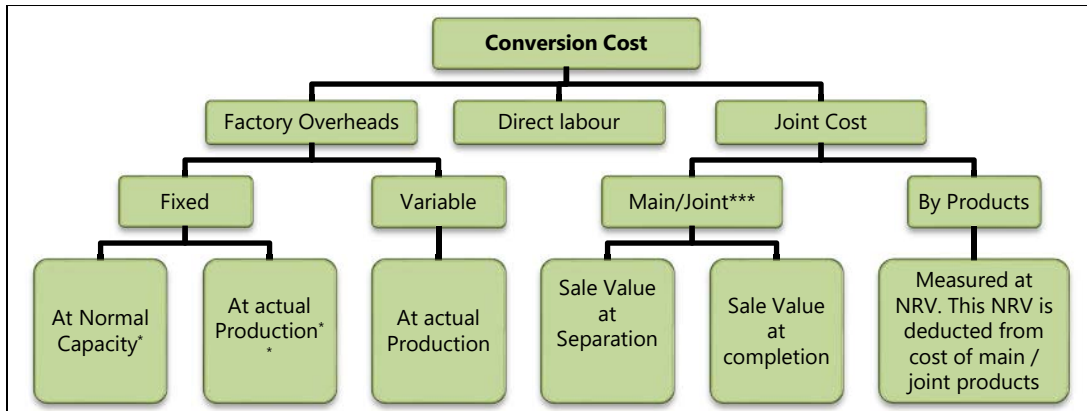 Conversion Cost
Factory Overheads
Direct labour
Joint Cost
Fixed
Variable
Main/Joint***
By Products
At Normal
Capacity*
At actual
Production*
*
At actual
Production
Sale Value
at
Separation
Sale Value
at
completion
Measured at
NRV. This NRV is
deducted from
cost of main /
joint products